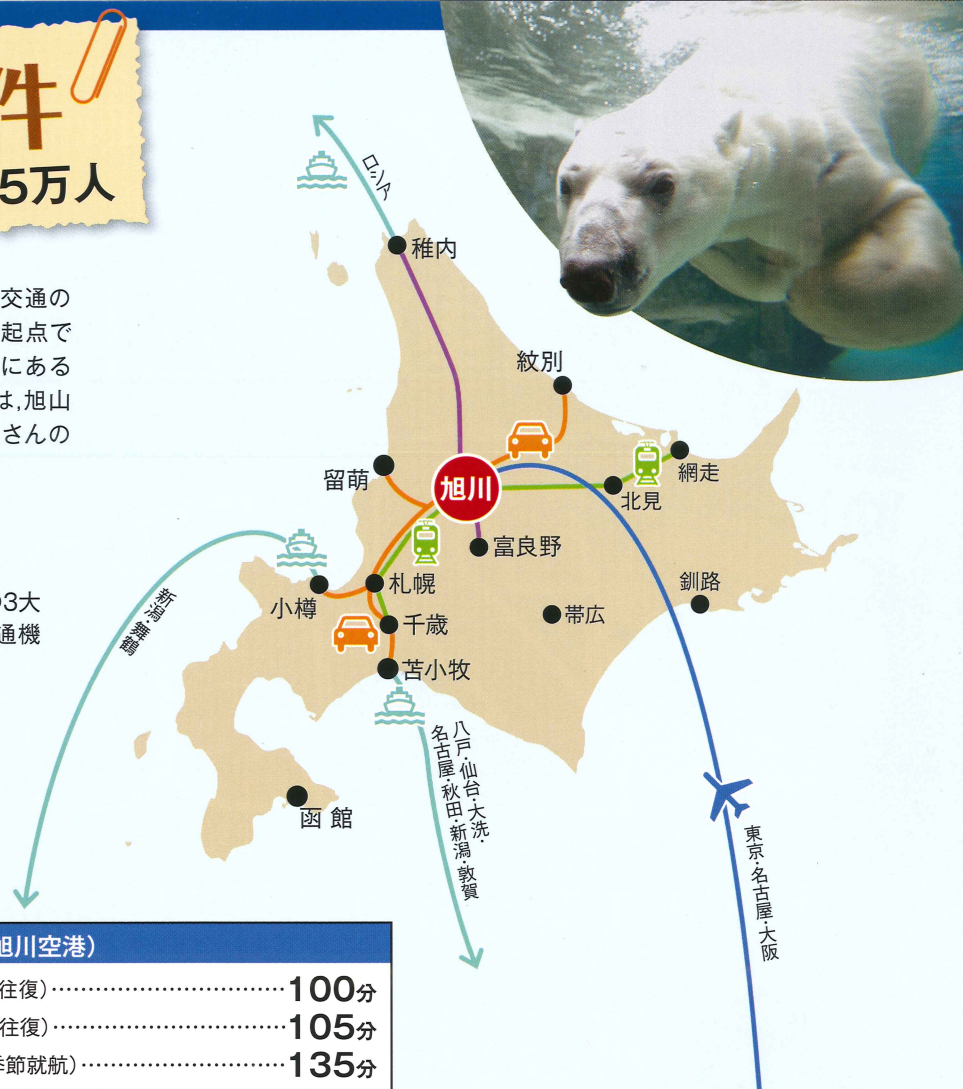 件
5万人
交通の
起点で
にある
は,旭山
さんの
3大
通機
ロシア
稚内
紋別
網走
北見
留萌
旭川
富良野
札幌
小樽
千歳
苫小牧
釧路
帯広
函館
新潟・舞鶴
八戸・仙台・大洗・
名古屋・秋田・新潟・敦賀
東京・名古屋・大阪
旭川空港）
往復）…………………………100分
往復）…………………………105分
季節就航）……………………135分